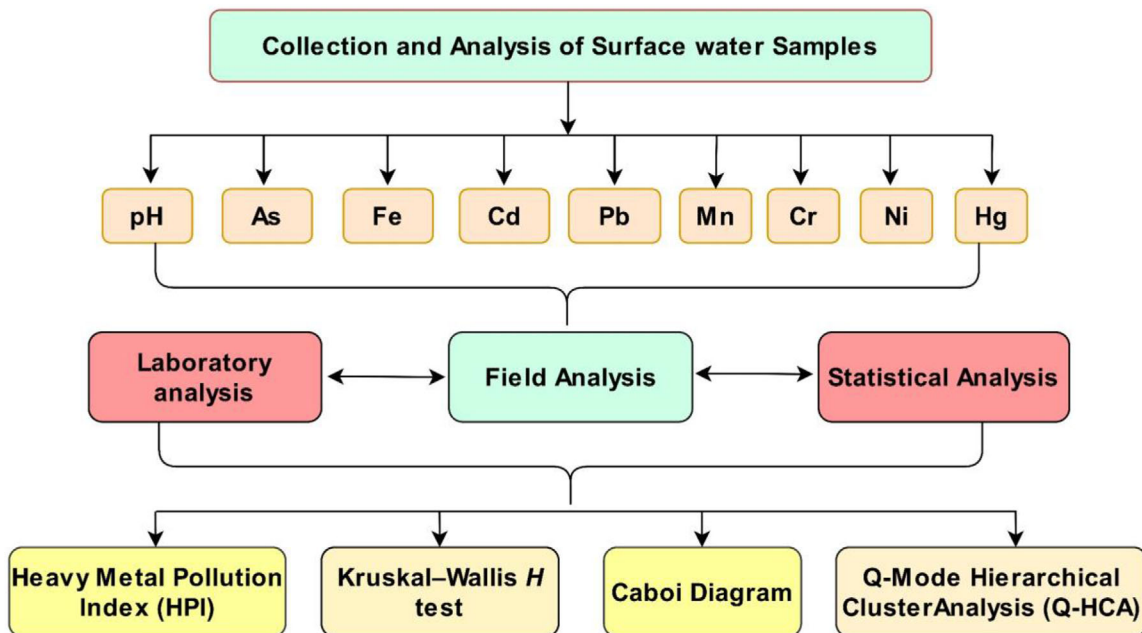 Collection and Analysis of Surface water Samples
pH
As
Fe
Cd
Pb
Mn
Cr
Ni
Hg
Laboratory
analysis
Field Analysis
Statistical Analysis
Heavy Metal Pollution
Index (HPI)
Kruskal–Wallis H
test
Caboi Diagram
Q-Mode Hierarchical
ClusterAnalysis (Q-HCA)